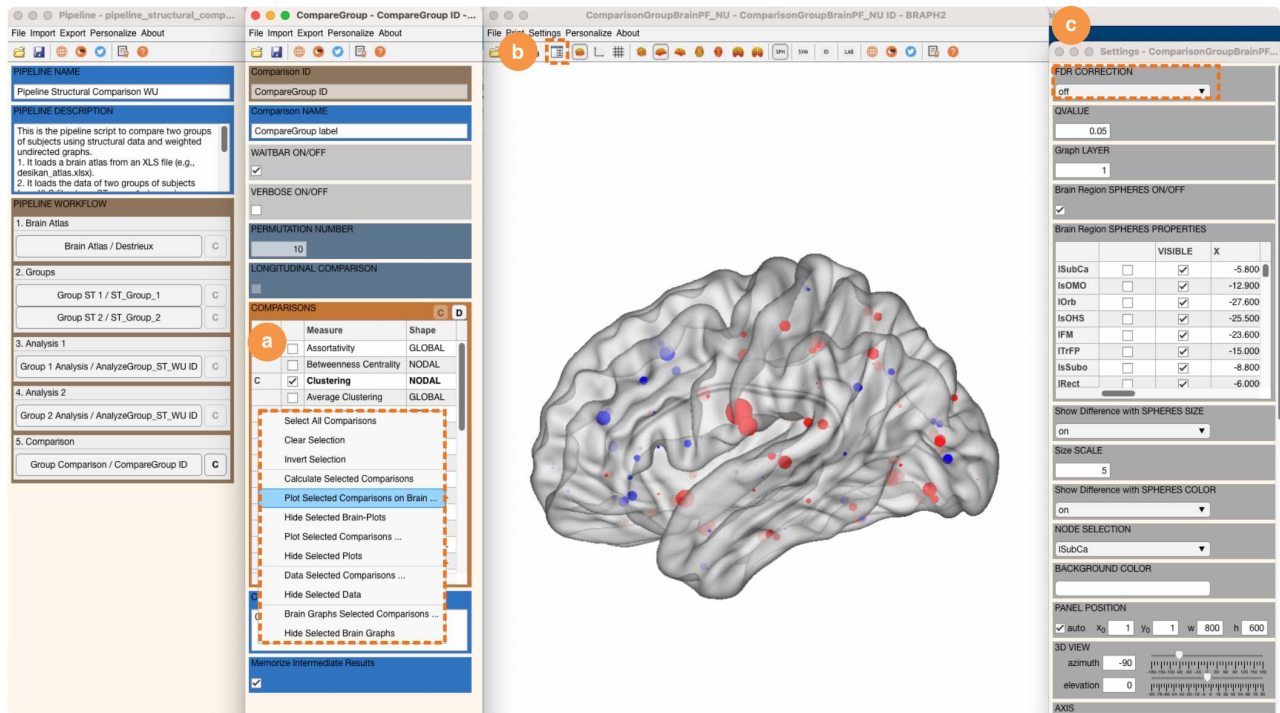 Pipeline - pipeline_structural_comp...
File Import Export Personalize About
PIPELINE NAME
Pipeline Structural Comparison WU
PIPELINE DESCRIPTION
This is the pipeline script to compare two groups
of subjects using structural data and weighted
undirected graphs.
1. It loads a brain atlas from an XLS file (e.g.,
desikan_atlas.xlsx).
2. It loads the data of two groups of subjects
PIPELINE WORKFLOW
1. Brain Atlas
Brain Atlas / Destrieux C
2. Groups
Group ST 1 / ST_Group_1 C
Group ST 2 / ST_Group_2 C
3. Analysis 1
Group 1 Analysis / AnalyzeGroup_ST_WU ID C
4. Analysis 2
Group 2 Analysis / AnalyzeGroup_ST_WU ID C
5. Comparison
Group Comparison / CompareGroup ID C
CompareGroup - CompareGroup ID -...
File Import Export Personalize About
Comparison ID
CompareGroup ID
Comparison NAME
CompareGroup label
WAITBAR ON/OFF
VERBOSE ON/OFF
PERMUTATION NUMBER
10
LONGITUDINAL COMPARISON
COMPARISONS C D
a
Measure Shape
Assortativity GLOBAL
Betweenness Centrality NODAL
C Clustering NODAL
Average Clustering GLOBAL
Select All Comparisons
Clear Selection
Invert Selection
Calculate Selected Comparisons
Plot Selected Comparisons on Brain ...
Hide Selected Brain-Plots
Plot Selected Comparisons ...
Hide Selected Plots
Data Selected Comparisons ...
Hide Selected Data
Brain Graphs Selected Comparisons ...
Hide Selected Brain Graphs
Memorize Intermediate Results
ComparisonGroupBrainPF_NU - ComparisonGroupBrainPF_NU ID - BRAPH2
File Print Settings Personalize About
b
SPH SYM ID LAB
c
Settings - ComparisonGroupBrainPF...
FDR CORRECTION
off
QVALUE
0.05
Graph LAYER
1
Brain Region SPHERES ON/OFF
Brain Region SPHERES PROPERTIES
VISIBLE X
lSubCa -5.800
lsOMO -12.900
lOrb -27.600
lsOHS -25.500
lFM -23.600
lTrFP -15.000
lsSubo -8.800
lRect -6.000
Show Difference with SPHERES SIZE
on
Size SCALE
5
Show Difference with SPHERES COLOR
on
NODE SELECTION
lSubCa
BACKGROUND COLOR
PANEL POSITION
auto x0 1 y0 1 w 800 h 600
3D VIEW
azimuth -90
elevation 0
AXIS